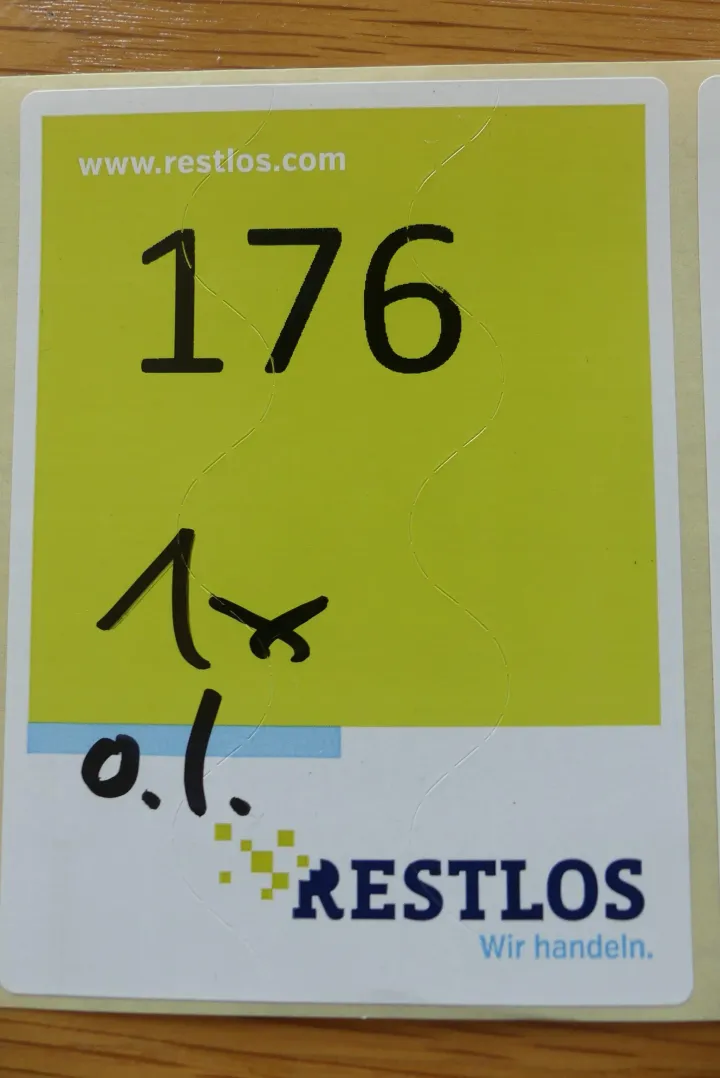 www.restlos.com
176
1x
o.l.
RESTLOS
Wir handeln.